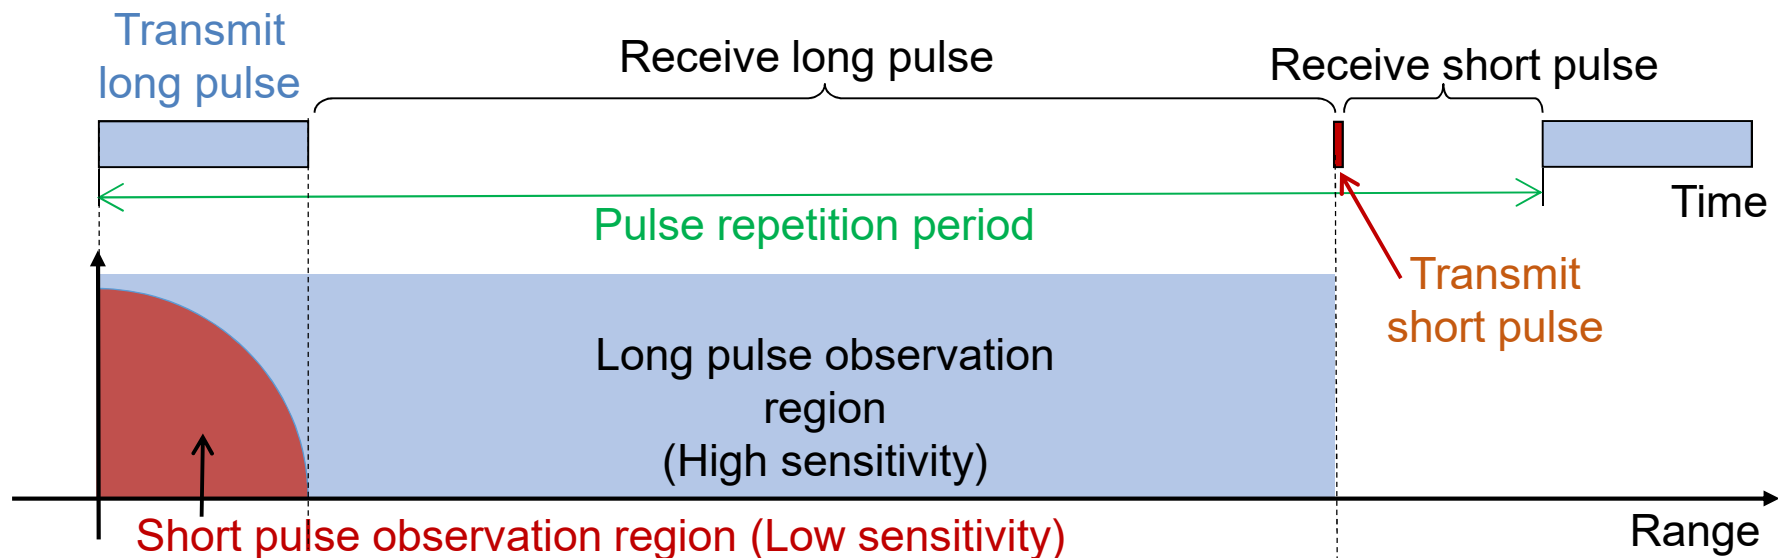 Transmit
long pulse
Receive long pulse
Receive short pulse
Time
Pulse repetition period
Transmit
short pulse
Long pulse observation
region
(High sensitivity)
Short pulse observation region (Low sensitivity)
Range